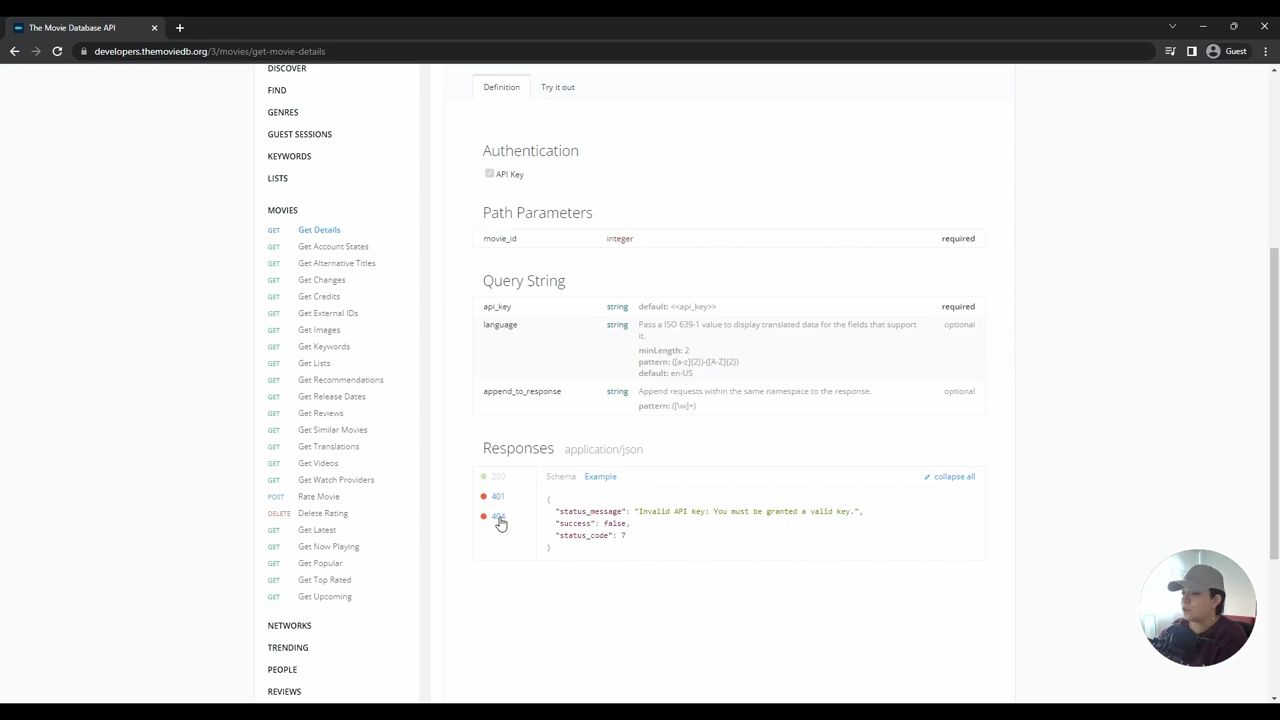 The Movie Database API
developers.themoviedb.org/3/movies/get-movie-details
Guest
DISCOVER
FIND
GENRES
GUEST SESSIONS
KEYWORDS
LISTS
MOVIES
GET Get Details
GET Get Account States
GET Get Alternative Titles
GET Get Changes
GET Get Credits
GET Get External IDs
GET Get Images
GET Get Keywords
GET Get Lists
GET Get Recommendations
GET Get Release Dates
GET Get Reviews
GET Get Similar Movies
GET Get Translations
GET Get Videos
GET Get Watch Providers
POST Rate Movie
DELETE Delete Rating
GET Get Latest
GET Get Now Playing
GET Get Popular
GET Get Top Rated
GET Get Upcoming
NETWORKS
TRENDING
PEOPLE
REVIEWS
Definition Try it out
Authentication
API Key
Path Parameters
movie_id integer required
Query String
api_key string default: <<api_key>> required
language string Pass a ISO 639-1 value to display translated data for the fields that support optional
it.
minLength: 2
pattern: ([a-z]{2})-([A-Z]{2})
default: en-US
append_to_response string Append requests within the same namespace to the response. optional
pattern: ([\w]+)
Responses application/json
200 Schema Example collapse all
401
404
{
"status_message": "Invalid API key: You must be granted a valid key.",
"success": false,
"status_code": 7
}